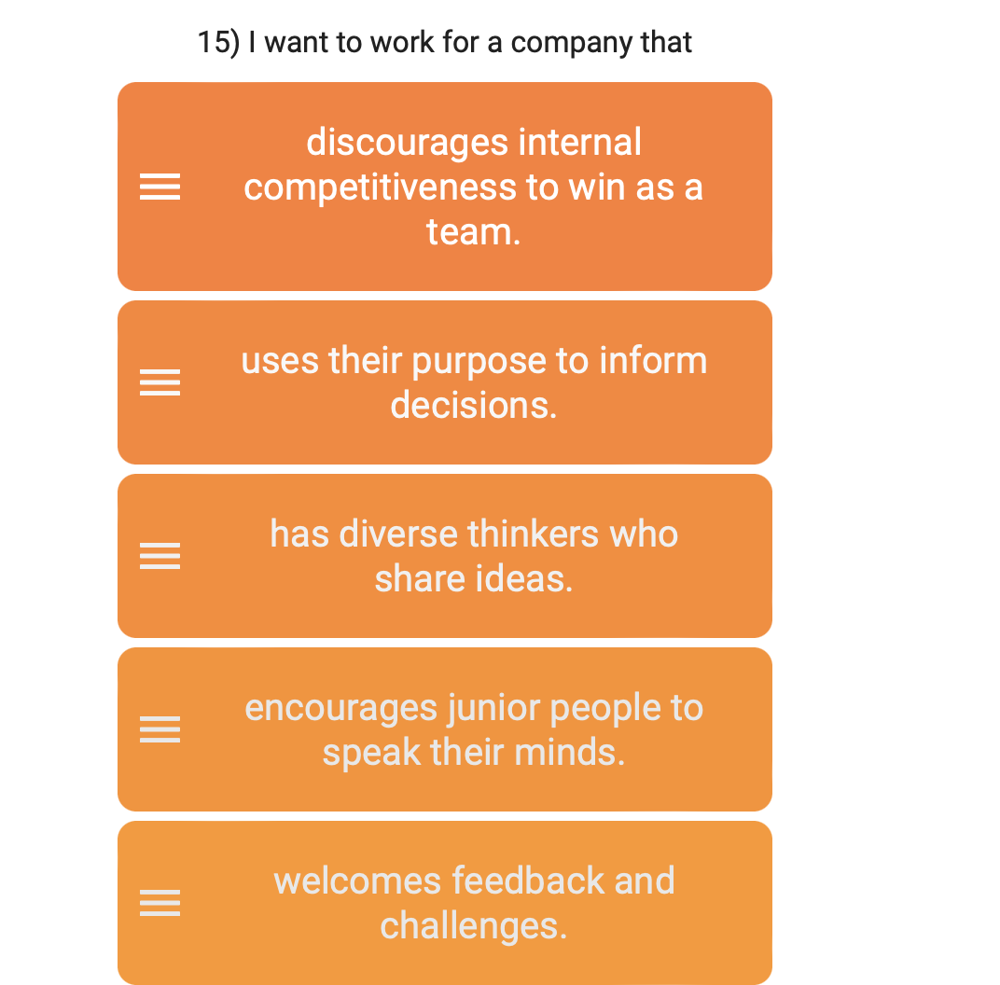 15) I want to work for a company that
discourages internal
competitiveness to win as a
team.
uses their purpose to inform
decisions.
has diverse thinkers who
share ideas.
encourages junior people to
speak their minds.
welcomes feedback and
challenges.